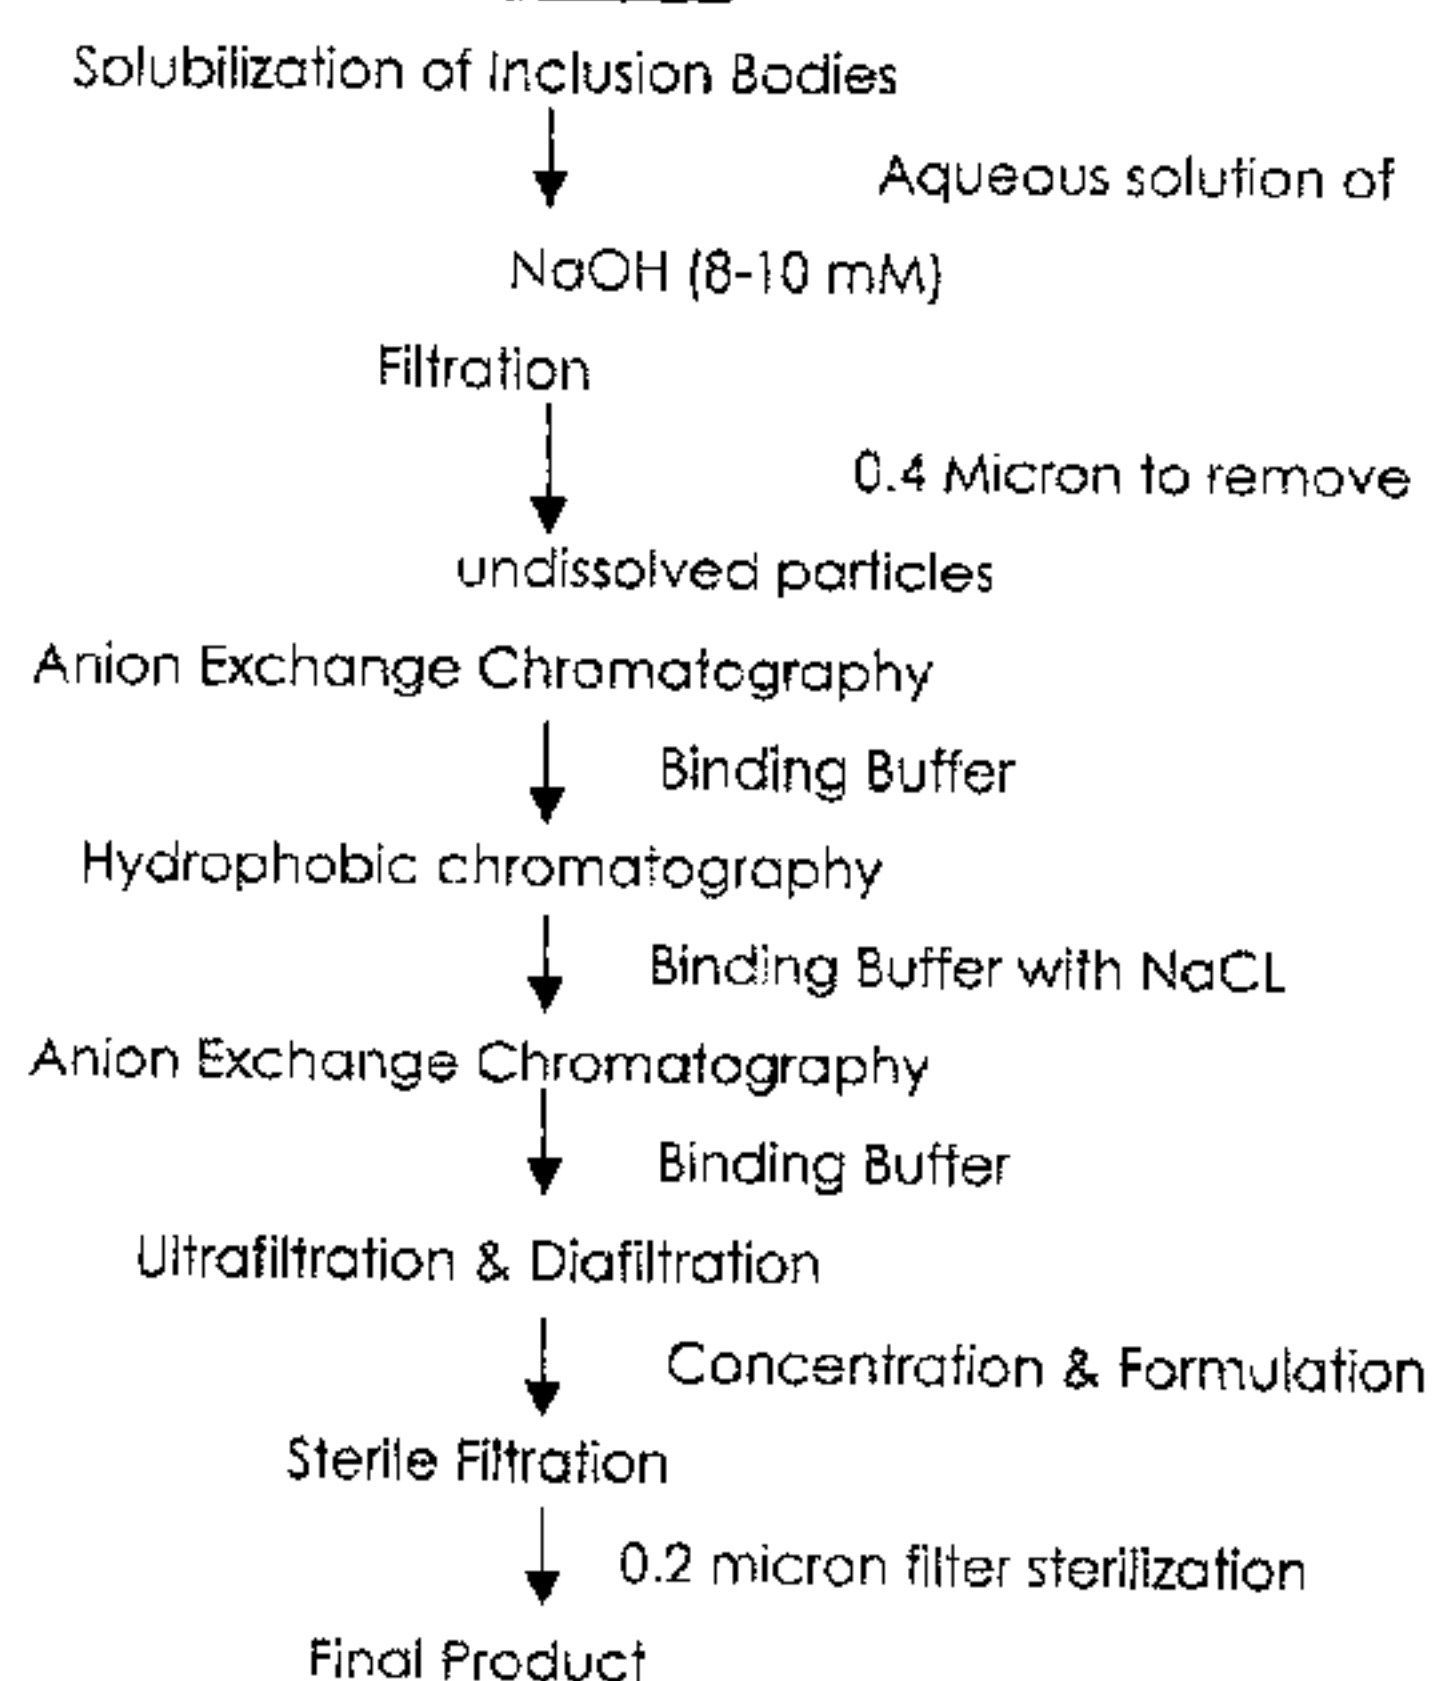 Solubilization of Inclusion Bodies
Aqueous solution of
NaOH (8-10 mM)
Filtration
0.4 Micron to remove
undissolved particles
Anion Exchange Chromatography
Binding Buffer
Hydrophobic chromatography
Binding Buffer with NaCL
Anion Exchange Chromatography
Binding Buffer
Ultrafiltration & Diafiltration
Concentration & Formulation
Sterile Filtration
0.2 micron filter sterilization
Final Product